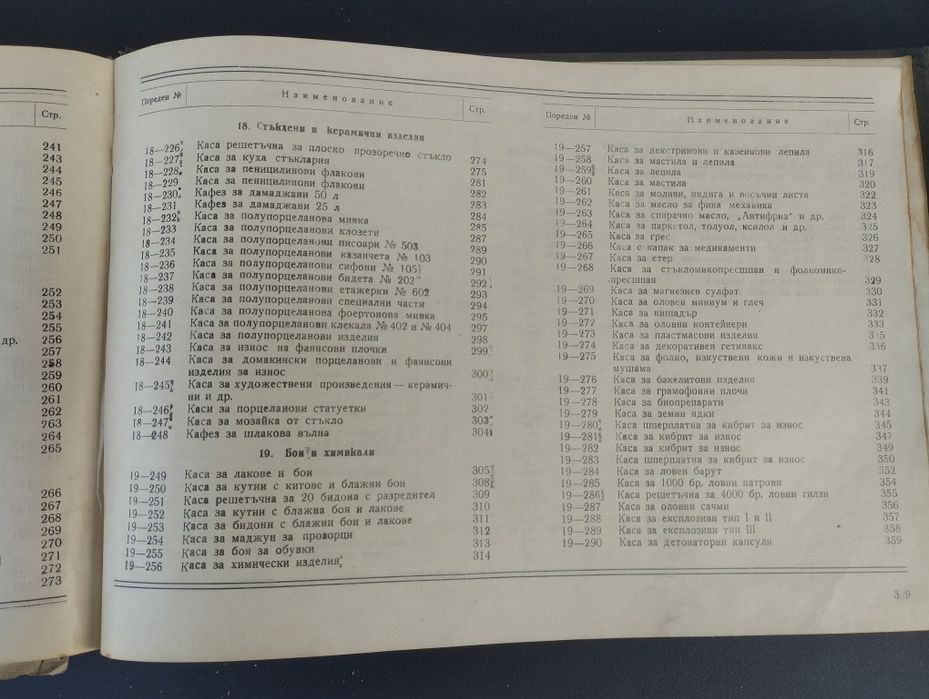 Стр.
241
243
244
245
246
247
248
249
250
251
252
253
254
255
др. 256
257
258
259
260
261
262
263
264
265
266
267
268
269
270
271
272
273
Пореден № Наименование Стр.
18. Стъклени и керамични изделия
18—226 Каса решетъчна за плоско прозоречно стъкло 274
18—227 Каса за куха стъклария 275
18—228 Каса за пеницилинови флакони 281
18—229 Каса за пеницилинови флакони 282
18—230 Кафез за дамаджани 50 л 283
18—231 Кафез за дамаджани 25 л 284
18—232 Каса за полупорцеланова мивка 285
18—233 Каса за полупорцеланови клозети 287
18—234 Каса за полупорцеланови писоари № 503 289
18—235 Каса за полупорцеланови казанчета № 103 290
18—236 Каса за полупорцеланови сифони № 105 291
18—237 Каса за полупорцеланови бидета № 202 292
18—238 Каса за полупорцеланови етажерки № 602 293
18—239 Каса за полупорцеланови специални части 294
18—240 Каса за полупорцеланова фоертонова мивка 295
18—241 Каса за полупорцеланови клекала № 402 и № 404 297
18—242 Каса за полупорцеланови изделия 298
18—243 Каса за износ на фаянсови плочки 299
18—244 Каса за домакински порцеланови и фаянсови
изделия за износ 300
18—245 Каса за художествени произведения — керамич-
ни и др. 301
18—246 Каси за порцеланови статуетки 302
18—247 Каса за мозайка от стъкло 303
18—248 Кафез за шлакова вълна 304
19. Бои и химикали
19—249 Каса за лакове и бои 305
19—250 Каса за кутии с китове и блажни бои 308
19—251 Каса решетъчна за 20 бидона с разредител 309
19—252 Каса за кутии с блажна боя и лакове 310
19—253 Каса за бидони с блажни бои и лакове 311
19—254 Каса за маджун за прозорци 312
19—255 Каса за боя за обувки 313
19—256 Каса за химически изделия 314
Пореден № Наименование Стр.
19—257 Каса за декстринови и казеинови лепила 316
19—258 Каса за мастила и лепила 317
19—259 Каса за лепила 319
19—260 Каса за мастила 320
19—261 Каса за моливи, индига и восъчни листа 322
19—262 Каса за масло за фина механика 323
19—263 Каса за спирачно масло, „Антифриз“ и др. 324
19—264 Каса за паркетол, толуол, ксилол и др. 325
19—265 Каса за грес 326
19—266 Каса с капак за медикаменти 327
19—267 Каса за етер 328
19—268 Каса за стъкломикопресшпан и фолиомико-
пресшпан 329
19—269 Каса за магнезиев сулфат 330
19—270 Каса за оловен миниум и глеч 331
19—271 Каса за нишадър 332
19—272 Каса за оловни контейнери 333
19—273 Каса за пластмасови изделия 335
19—274 Каса за декоративен гетинакс 336
19—275 Каса за фолио, изкуствени кожи и изкуствена
мушама 337
19—276 Каса за бакелитови изделия 339
19—277 Каса за грамофонни плочи 341
19—278 Каса за биопрепарати 343
19—279 Каса за земни ядки 344
19—280 Каса шперплатна за кибрит за износ 345
19—281 Каса за кибрит за износ 347
19—282 Каса за кибрит за износ 349
19—283 Каса шперплатна за кибрит за износ 350
19—284 Каса за ловен барут 352
19—285 Каса за 1000 бр. ловни патрони 354
19—286 Каса решетъчна за 4000 бр. ловни гилзи 355
19—287 Каса за оловни сачми 356
19—288 Каса за експлозиви тип I и II 357
19—289 Каса за експлозиви тип III 358
19—290 Каса за детонаторни капсули 359